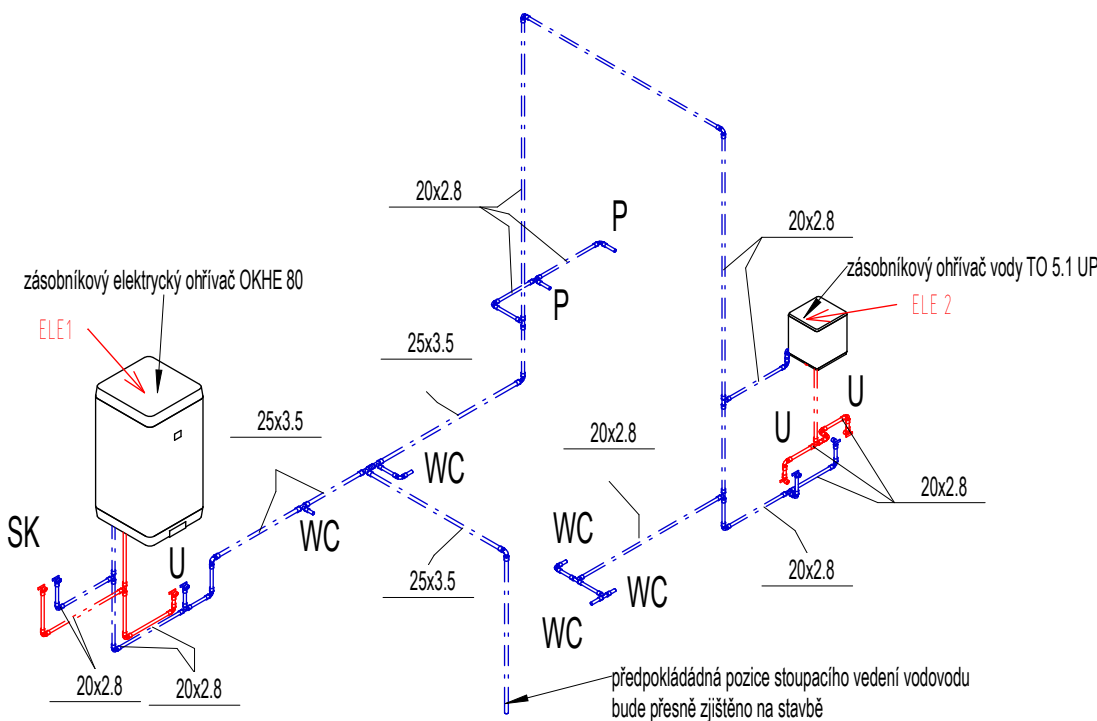 20x2.8
P
20x2.8
zásobníkový ohřívač vody TO 5.1 UP
zásobníkový elektrycký ohřívač OKHE 80
ELE 2
P
ELE1
25x3.5
U
U
25x3.5
20x2.8
WC
20x2.8
SK
WC
WC
U
25x3.5
20x2.8
WC
WC
20x2.8
20x2.8
předpokládádná pozice stoupacího vedení vodovodu
bude přesně zjištěno na stavbě